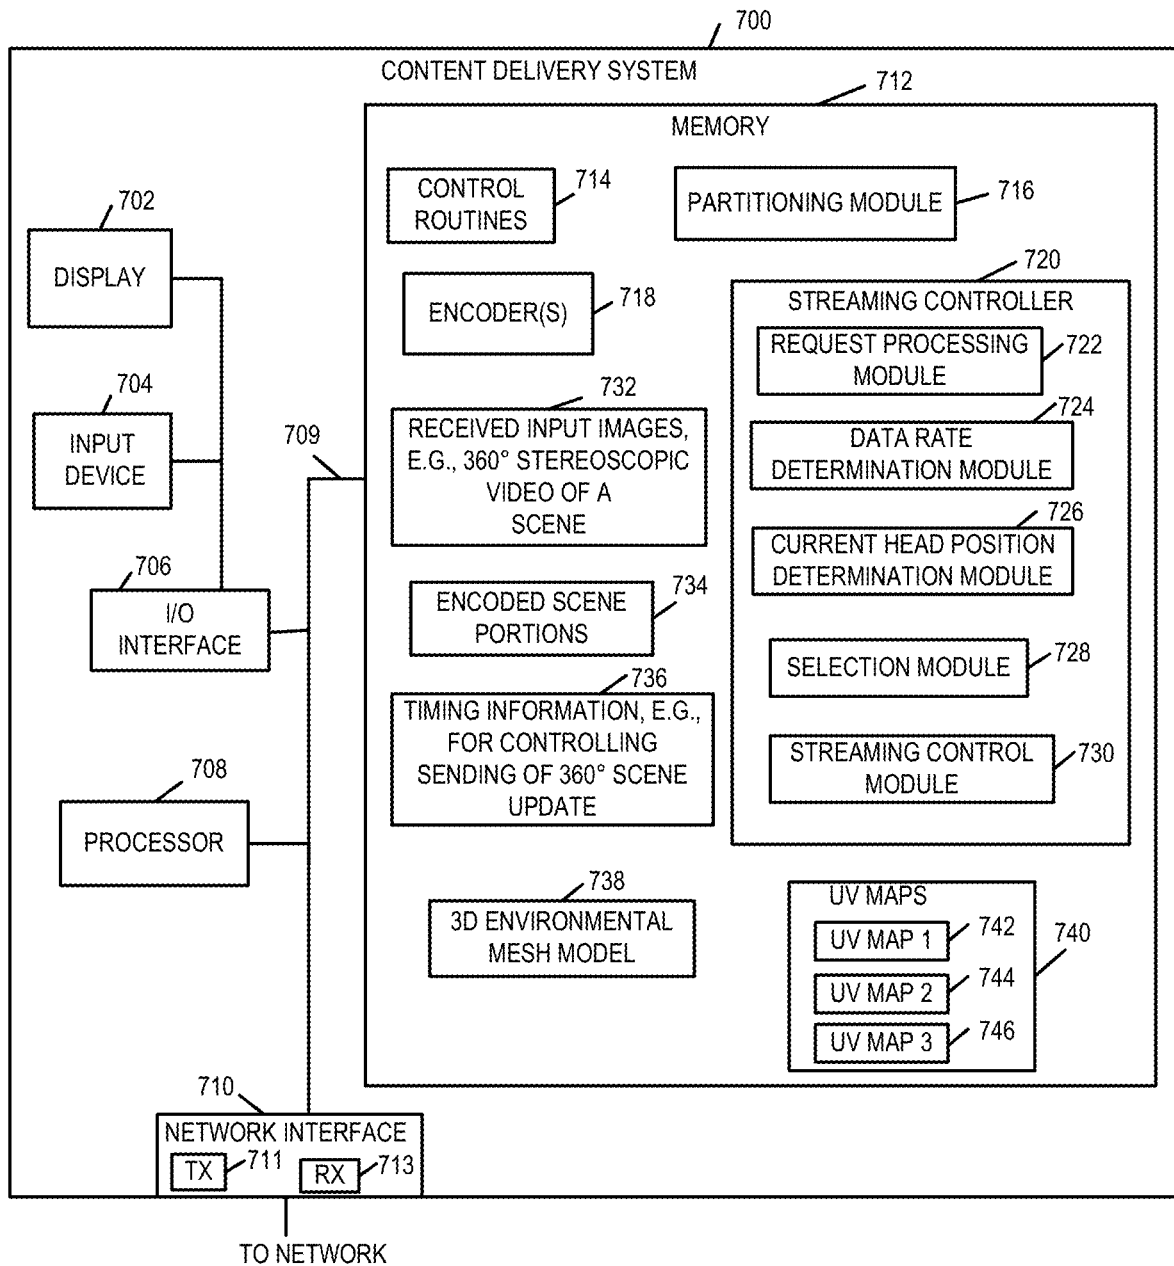 700
CONTENT DELIVERY SYSTEM
712
MEMORY
702
DISPLAY
704
INPUT
DEVICE
706
I/O
INTERFACE
708
PROCESSOR
709
CONTROL
ROUTINES
714
PARTITIONING MODULE
716
ENCODER(S)
718
732
RECEIVED INPUT IMAGES,
E.G., 360° STEREOSCOPIC
VIDEO OF A
SCENE
ENCODED SCENE
PORTIONS
734
736
TIMING INFORMATION, E.G.,
FOR CONTROLLING
SENDING OF 360° SCENE
UPDATE
738
3D ENVIRONMENTAL
MESH MODEL
720
STREAMING CONTROLLER
REQUEST PROCESSING
MODULE
722
724
DATA RATE
DETERMINATION MODULE
726
CURRENT HEAD POSITION
DETERMINATION MODULE
SELECTION MODULE
728
STREAMING CONTROL
MODULE
730
UV MAPS
740
UV MAP 1
742
UV MAP 2
744
UV MAP 3
746
710
NETWORK INTERFACE
TX
711
RX
713
TO NETWORK